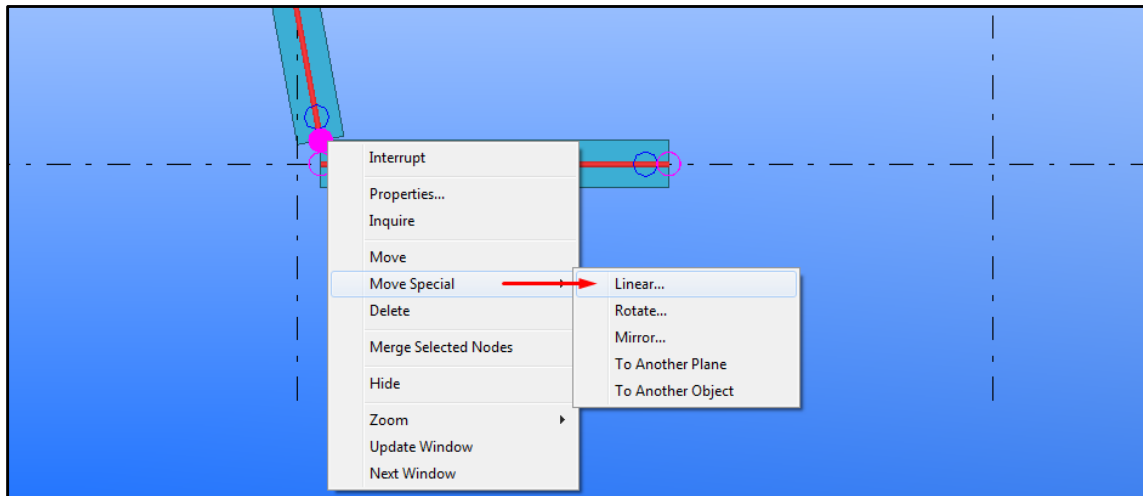 Interrupt
Properties...
Inquire
Move
Move Special
Delete
Merge Selected Nodes
Hide
Zoom
Update Window
Next Window
Linear...
Rotate...
Mirror...
To Another Plane
To Another Object